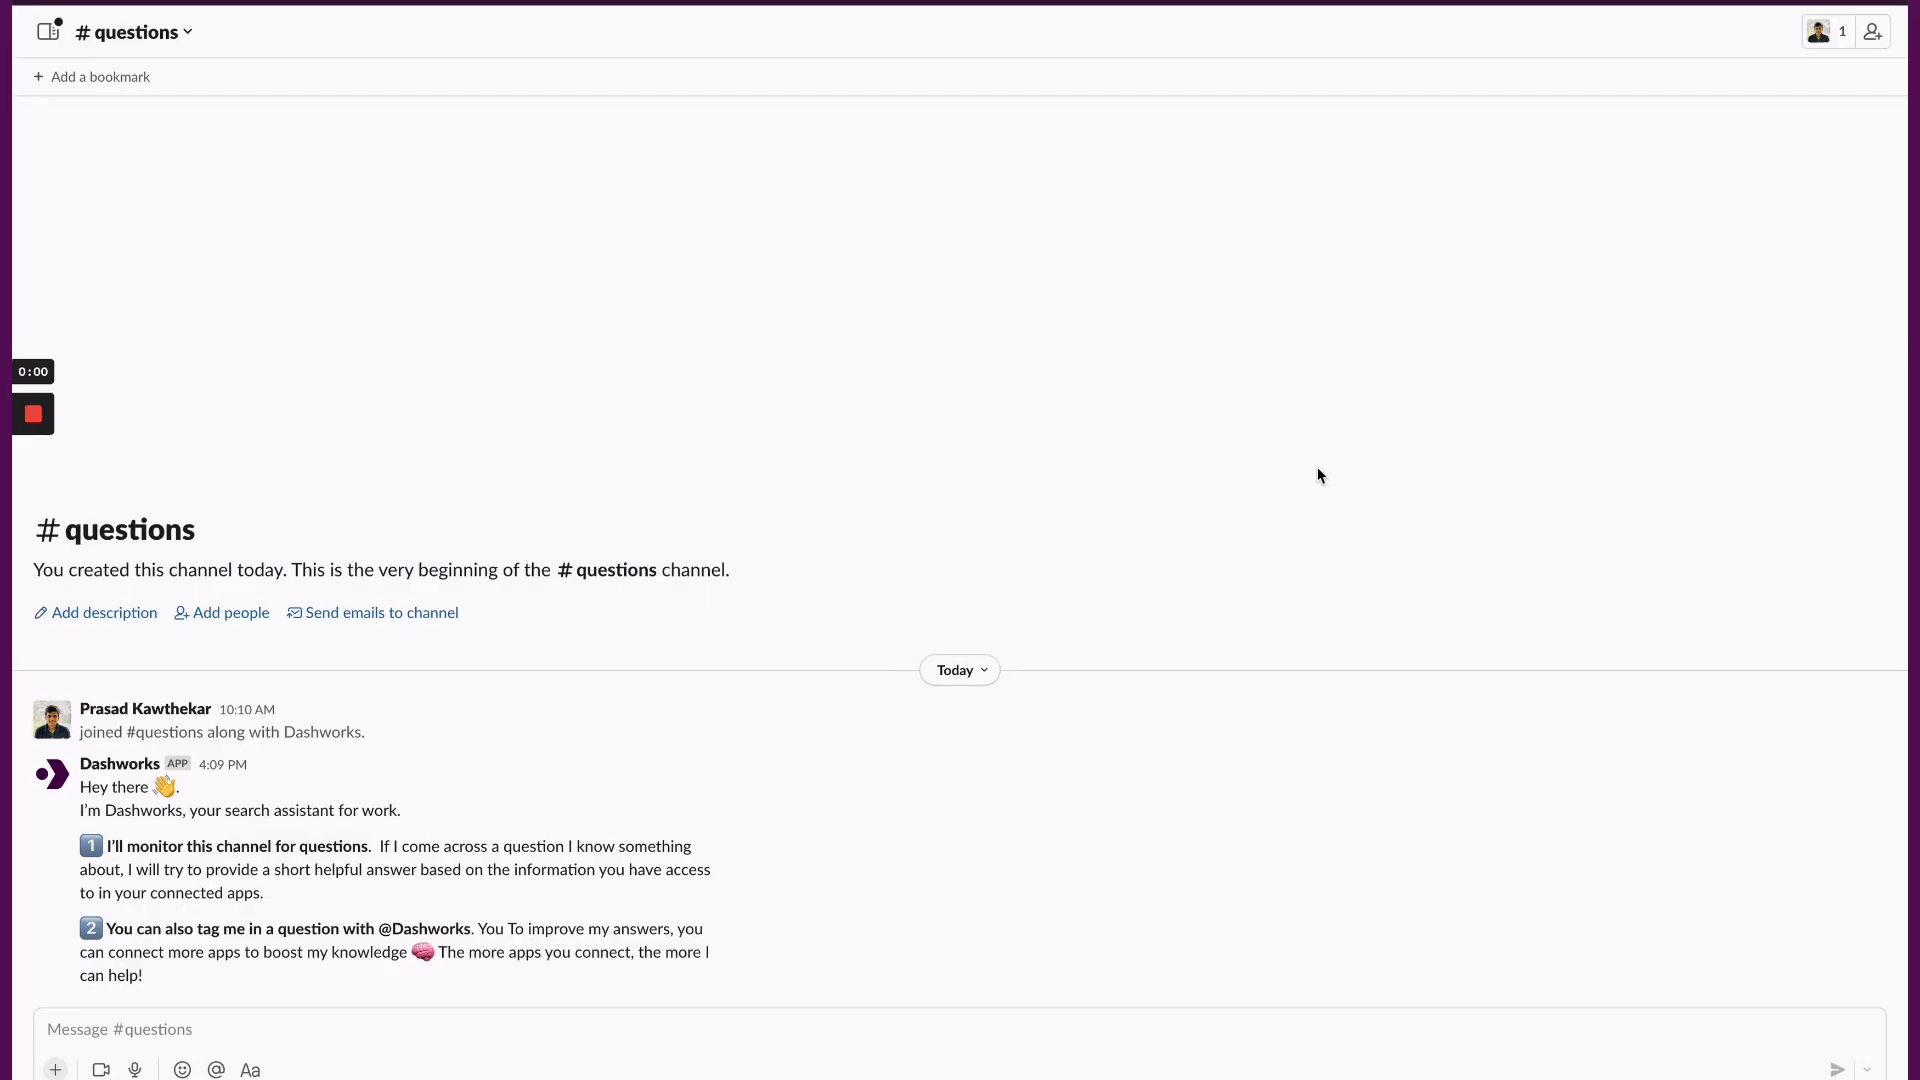 # questions
1
+ Add a bookmark
0:00
# questions
You created this channel today. This is the very beginning of the # questions channel.
Add description Add people Send emails to channel
Today
Prasad Kawthekar 10:10 AM
joined #questions along with Dashworks.
Dashworks APP 4:09 PM
Hey there 👋.
I'm Dashworks, your search assistant for work.
1️⃣ I'll monitor this channel for questions. If I come across a question I know something
about, I will try to provide a short helpful answer based on the information you have access
to in your connected apps.
2️⃣ You can also tag me in a question with @Dashworks. You To improve my answers, you
can connect more apps to boost my knowledge 🧠 The more apps you connect, the more I
can help!
Message #questions
Aa